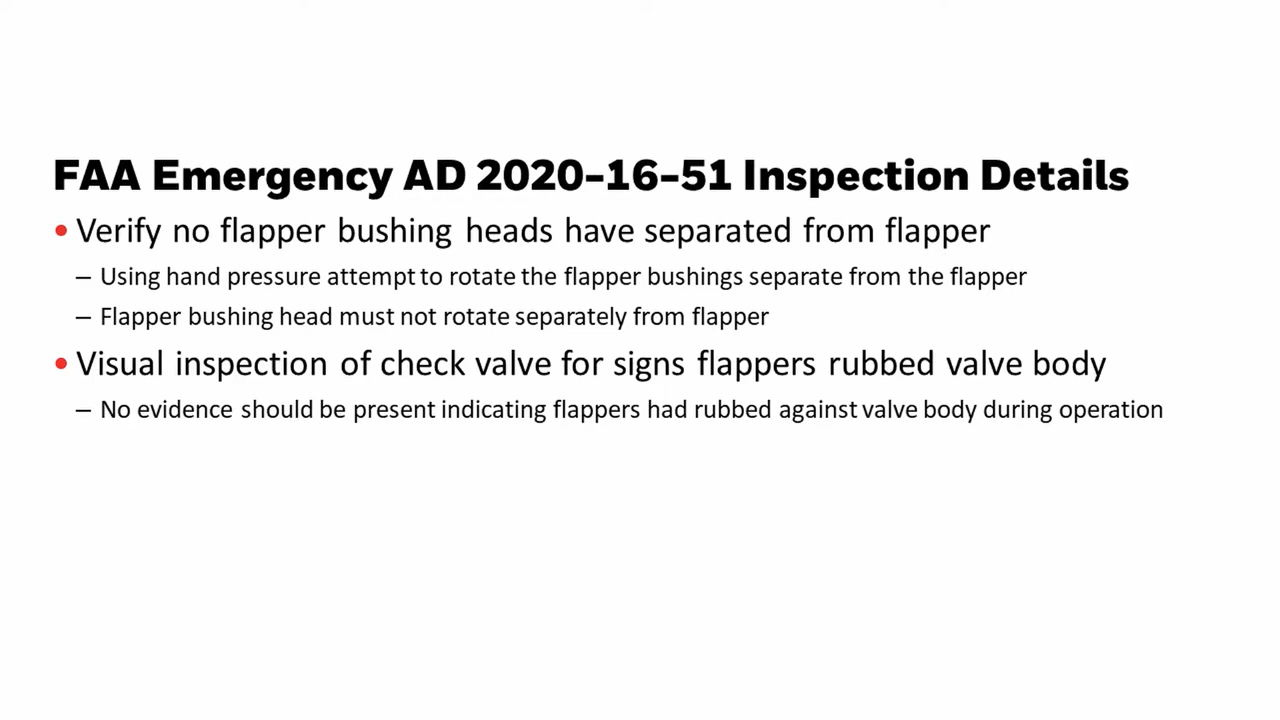 FAA Emergency AD 2020-16-51 Inspection Details
• Verify no flapper bushing heads have separated from flapper
– Using hand pressure attempt to rotate the flapper bushings separate from the flapper
– Flapper bushing head must not rotate separately from flapper
• Visual inspection of check valve for signs flappers rubbed valve body
– No evidence should be present indicating flappers had rubbed against valve body during operation